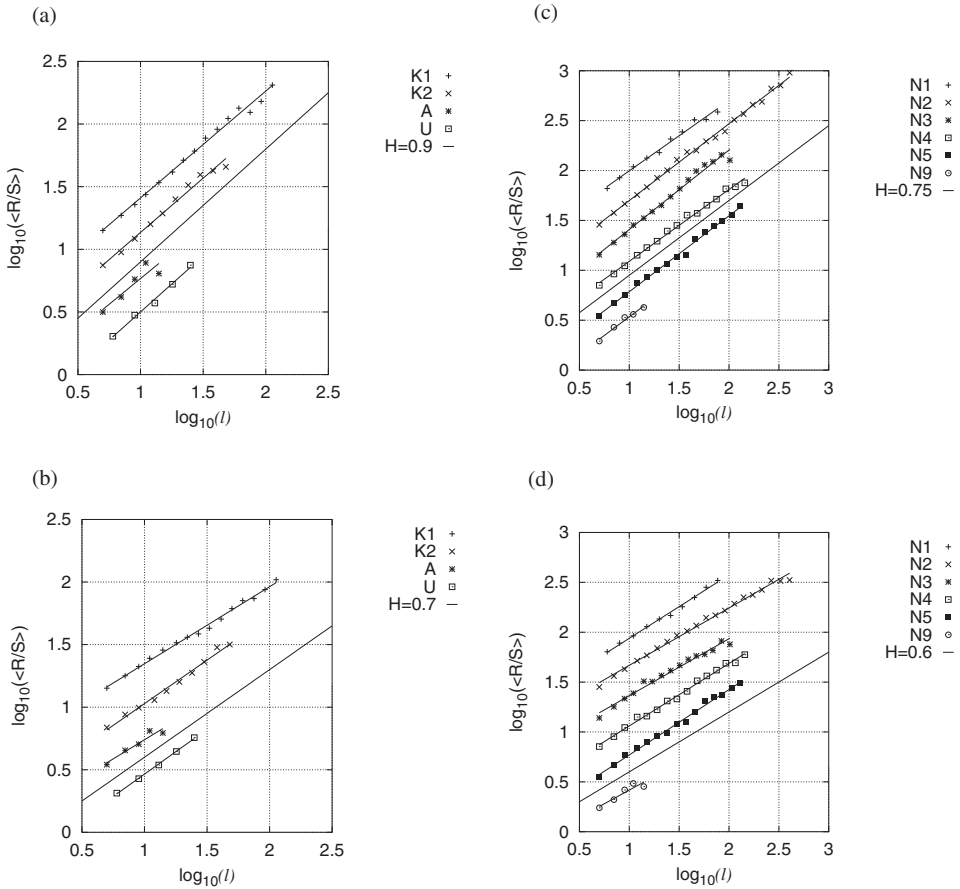 (a)
2.5
2
1.5
1
0.5
0
0.5
1
1.5
2
2.5
log10(<R/S>)
log10(l)
K1
K2
A
U
H=0.9
(c)
3
2.5
2
1.5
1
0.5
0
0.5
1
1.5
2
2.5
3
log10(<R/S>)
log10(l)
N1
N2
N3
N4
N5
N9
H=0.75
(b)
2.5
2
1.5
1
0.5
0
0.5
1
1.5
2
2.5
log10(<R/S>)
log10(l)
K1
K2
A
U
H=0.7
(d)
3
2.5
2
1.5
1
0.5
0
0.5
1
1.5
2
2.5
3
log10(<R/S>)
log10(l)
N1
N2
N3
N4
N5
N9
H=0.6